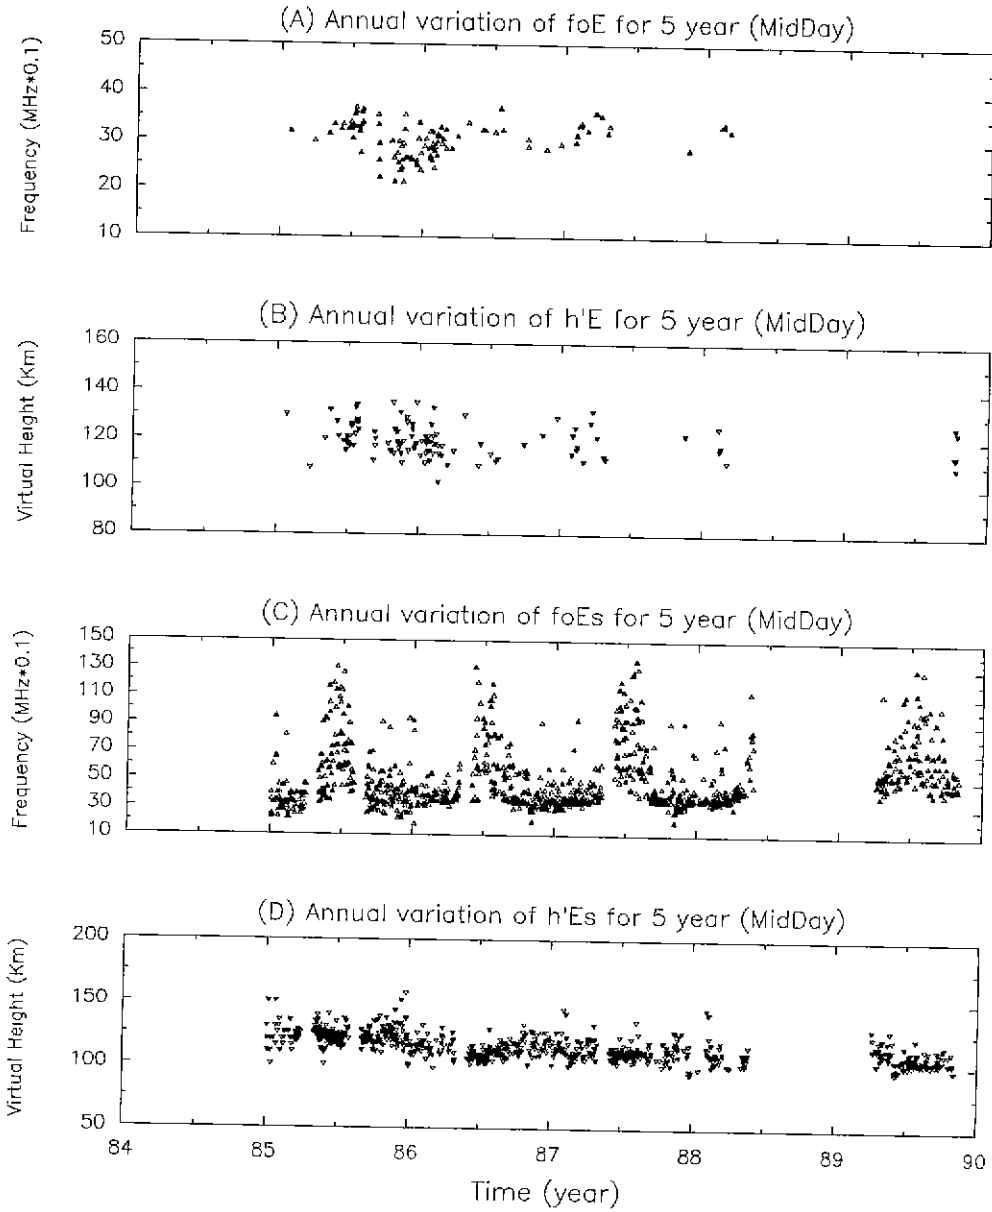 (A) Annual variation of foE for 5 year (MidDay)
Frequency (MHz*0.1)
50
40
30
20
10
(B) Annual variation of h'E for 5 year (MidDay)
Virtual Height (Km)
160
140
120
100
80
(C) Annual variation of foEs for 5 year (MidDay)
Frequency (MHz*0.1)
150
130
110
90
70
50
30
10
(D) Annual variation of h'Es for 5 year (MidDay)
Virtual Height (Km)
200
150
100
50
84 85 86 87 88 89 90
Time (year)